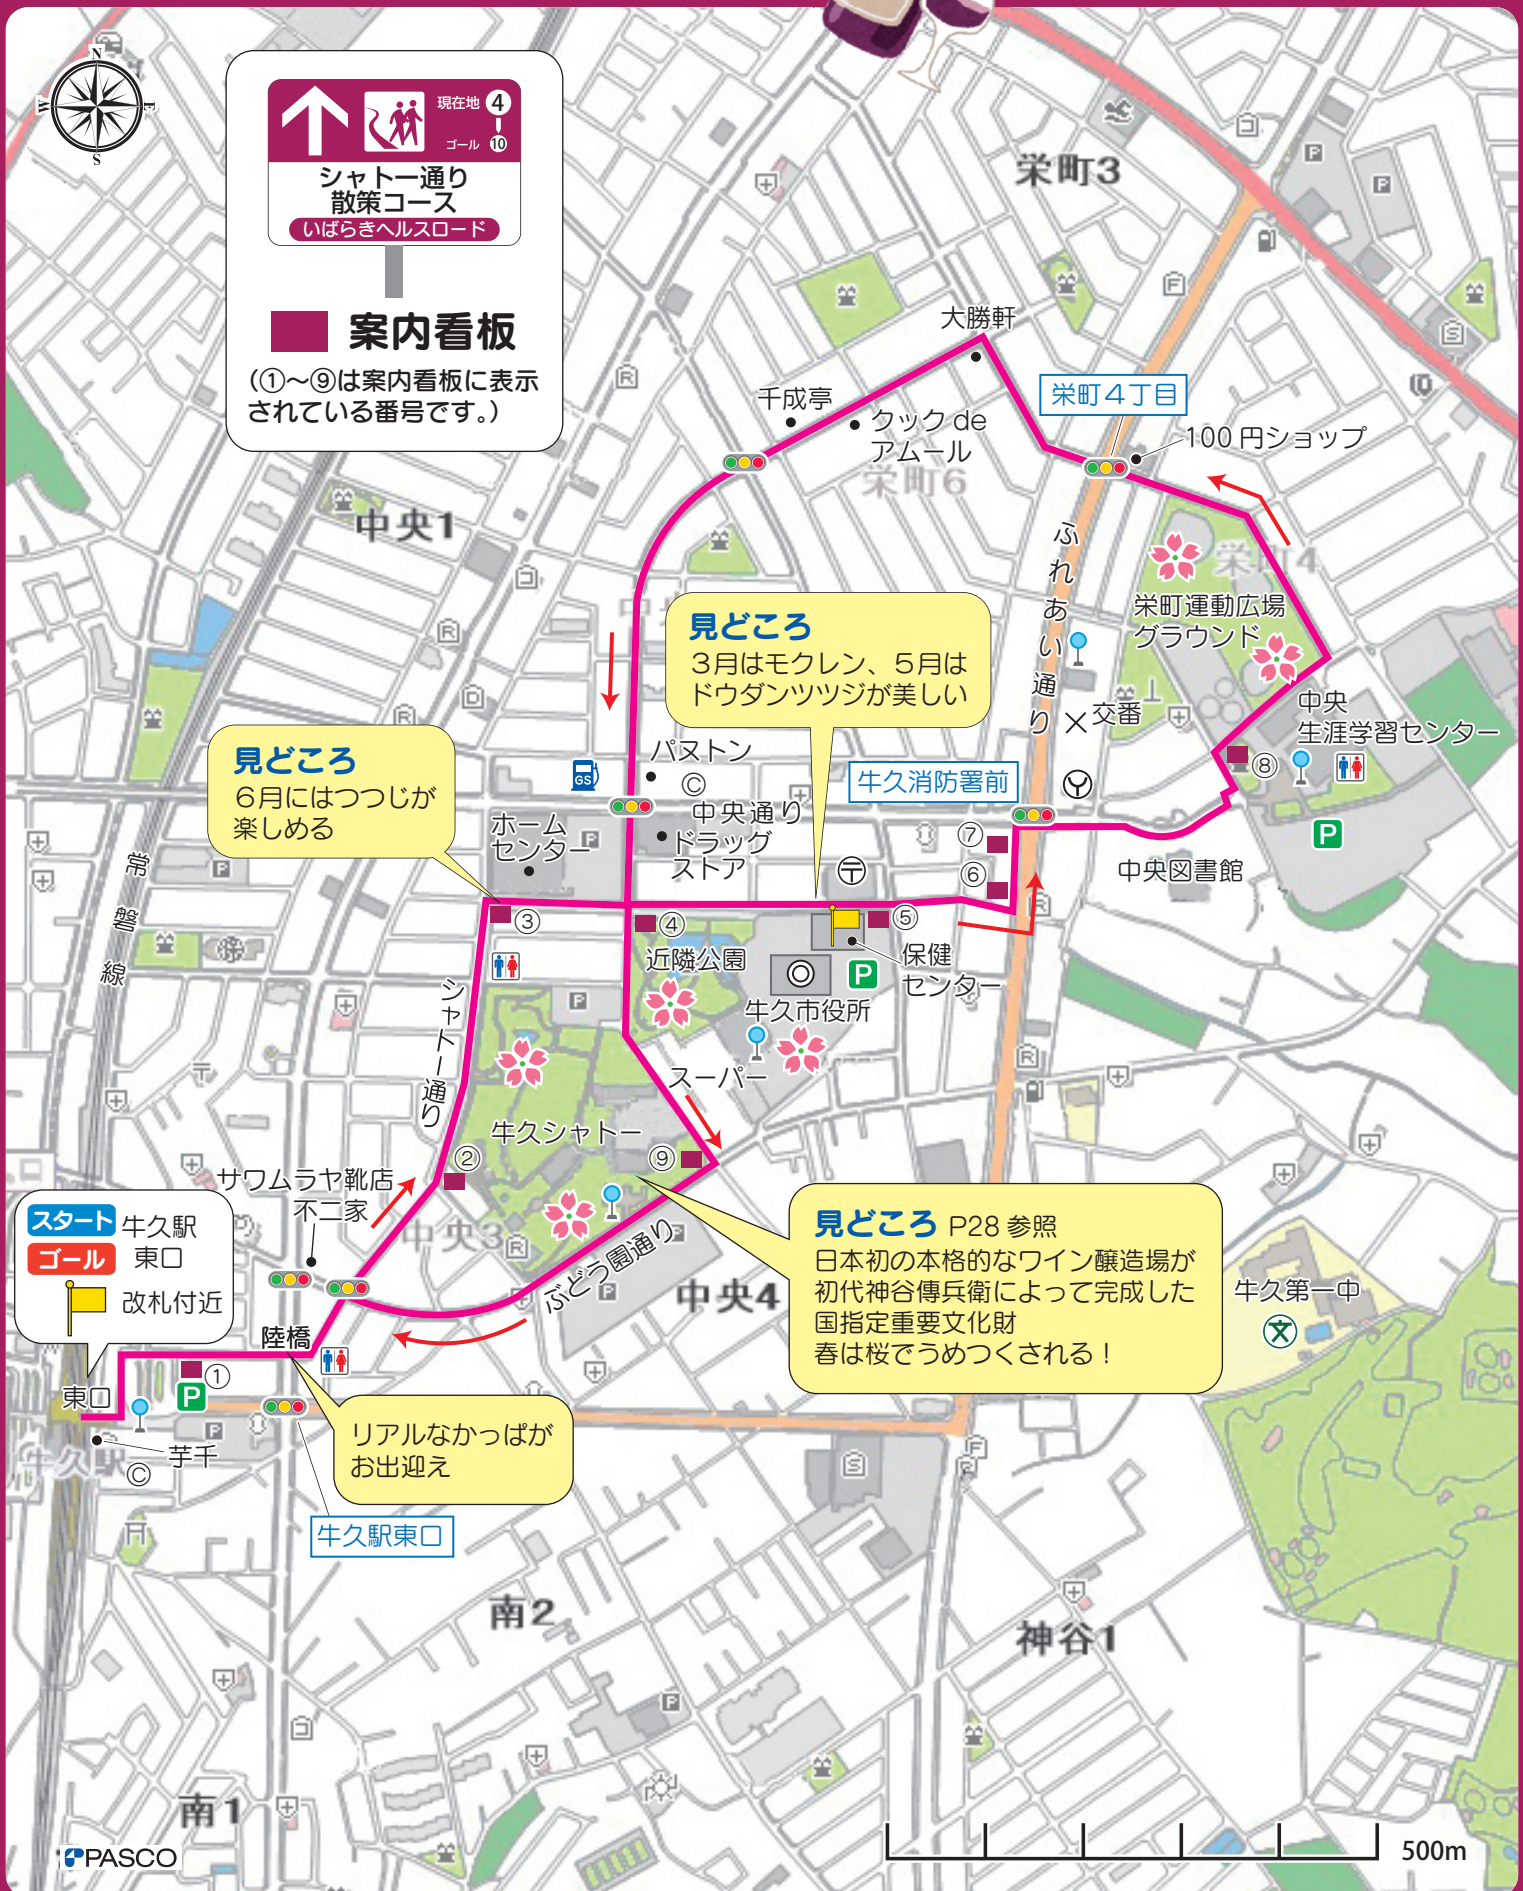 N
W
E
S
現在地 4
ゴール 10
シャトー通り
散策コース
いばらきヘルスロード
案内看板
(①〜⑨は案内看板に表示
されている番号です。)
栄町3
大勝軒
千成亭
クック de
アムール
栄町6
栄町４丁目
100 円ショップ
中央1
ふれあい通り
栄町4
栄町運動広場
グラウンド
見どころ
３月はモクレン、５月は
ドウダンツツジが美しい
交番
中央
生涯学習センター
⑧
P
見どころ
６月にはつつじが
楽しめる
パストン
Ⓒ
GS
中央通り
牛久消防署前
ホーム
センター
ドラッグ
ストア
⑦
⑥
中央図書館
常磐線
③
④
⑤
近隣公園
保健
センター
P
牛久市役所
シャトー通り
スーパー
牛久シャトー
②
⑨
サワムラヤ靴店
不二家
中央3
スタート 牛久駅
ゴール 東口
改札付近
ぶどう園通り
中央4
見どころ P28 参照
日本初の本格的なワイン醸造場が
初代神谷傳兵衛によって完成した
国指定重要文化財
春は桜でうめつくされる！
牛久第一中
文
陸橋
①
P
東口
芋千
Ⓒ
牛久駅
リアルなかっぱが
お出迎え
牛久駅東口
南2
神谷1
南1
PASCO
500m